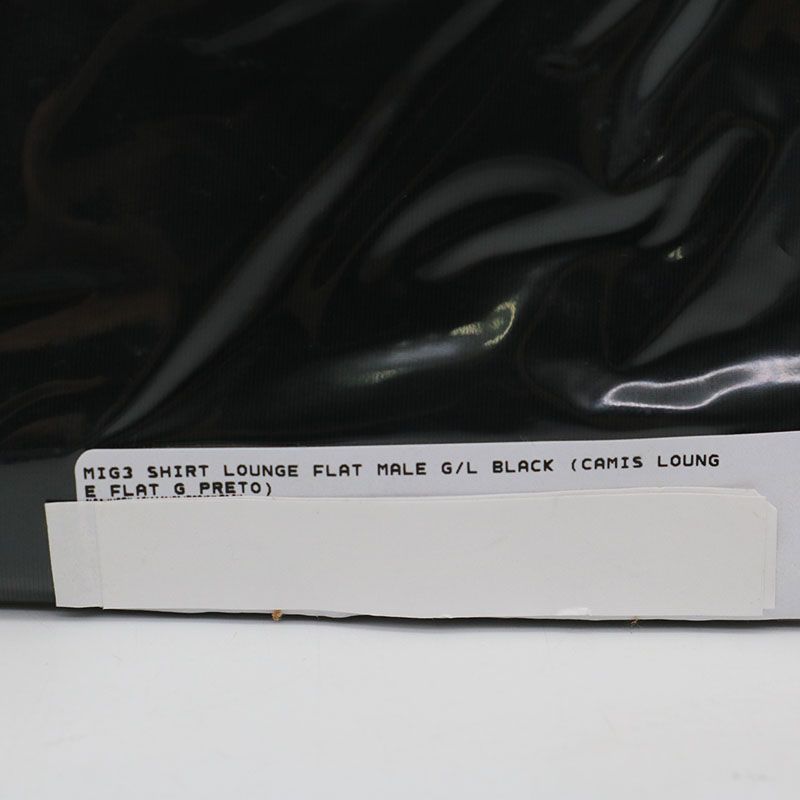 MIG3 SHIRT LOUNGE FLAT MALE G/L BLACK (CAMIS LOUNG
E FLAT G PRETO)